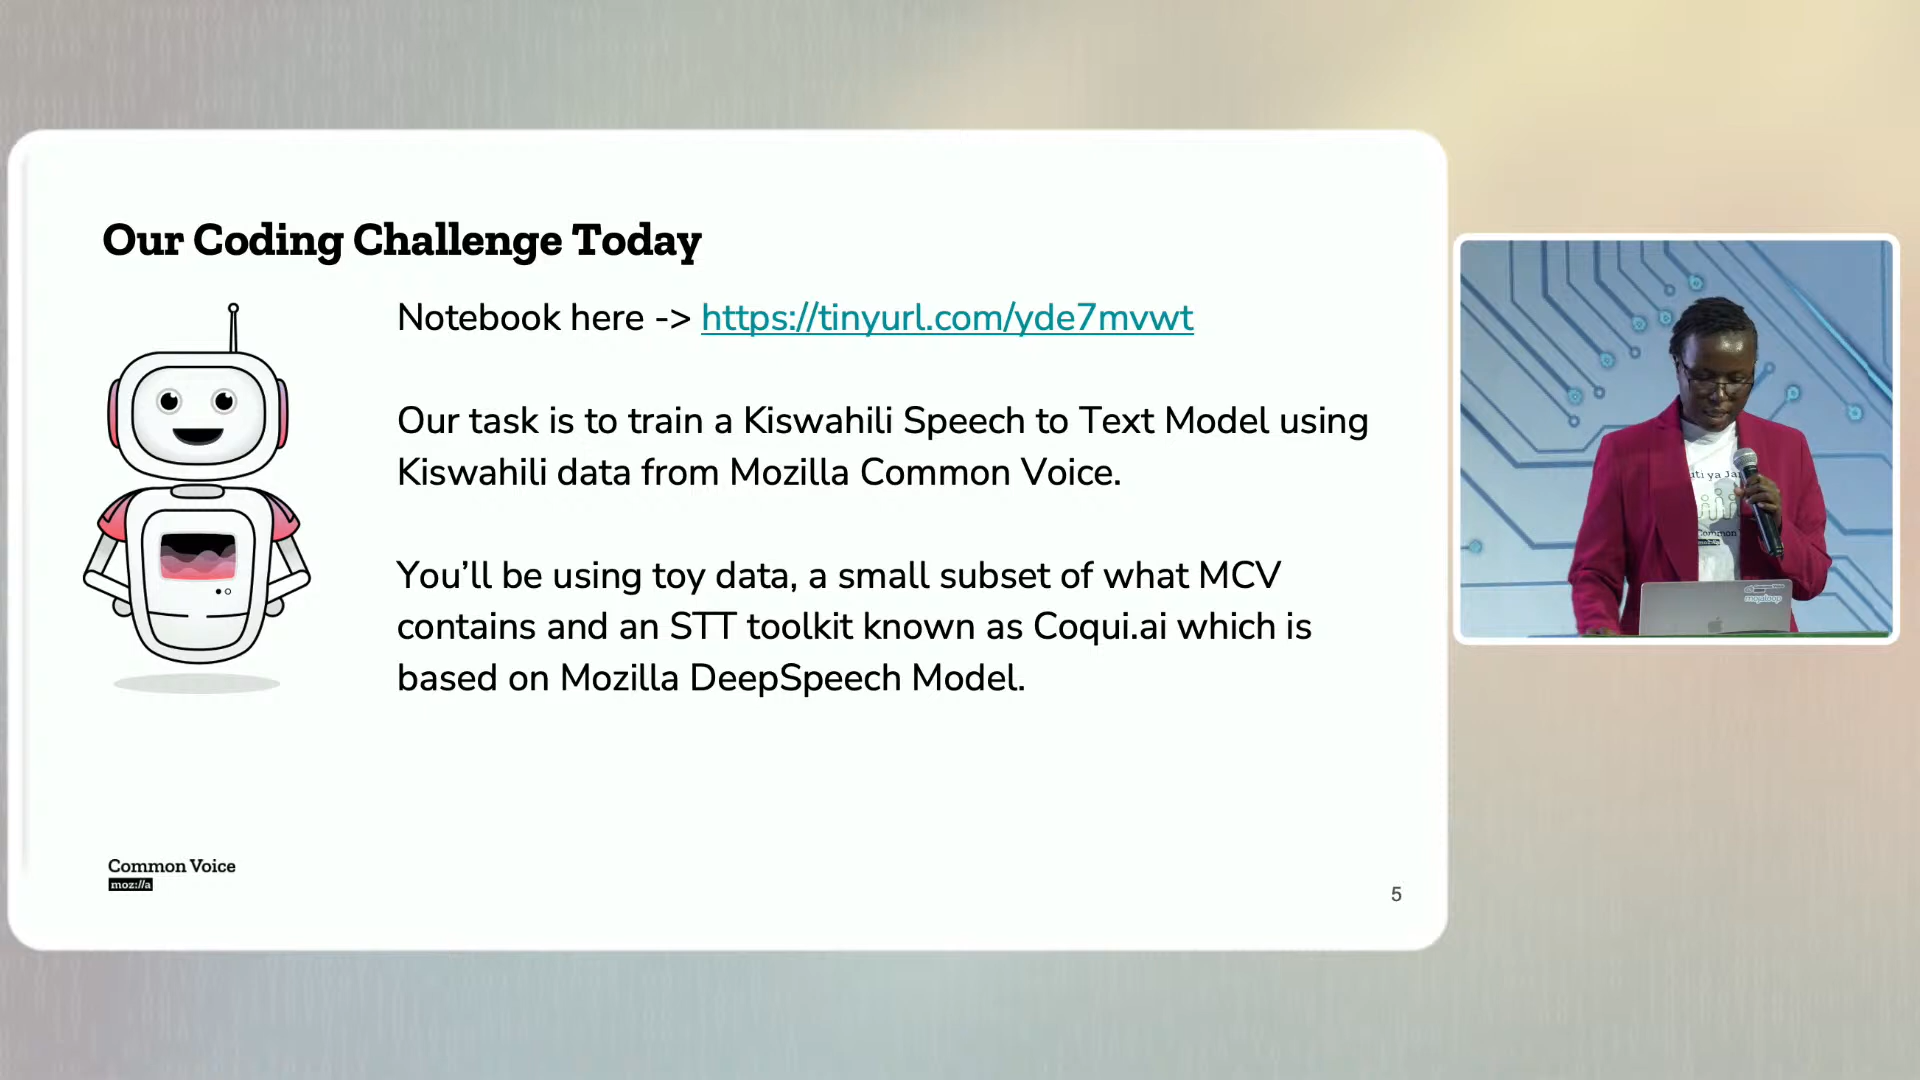 Our Coding Challenge Today
Notebook here -> https://tinyurl.com/yde7mvwt
Our task is to train a Kiswahili Speech to Text Model using
Kiswahili data from Mozilla Common Voice.
You’ll be using toy data, a small subset of what MCV
contains and an STT toolkit known as Coqui.ai which is
based on Mozilla DeepSpeech Model.
Common Voice
moz://a
5
ya
Common